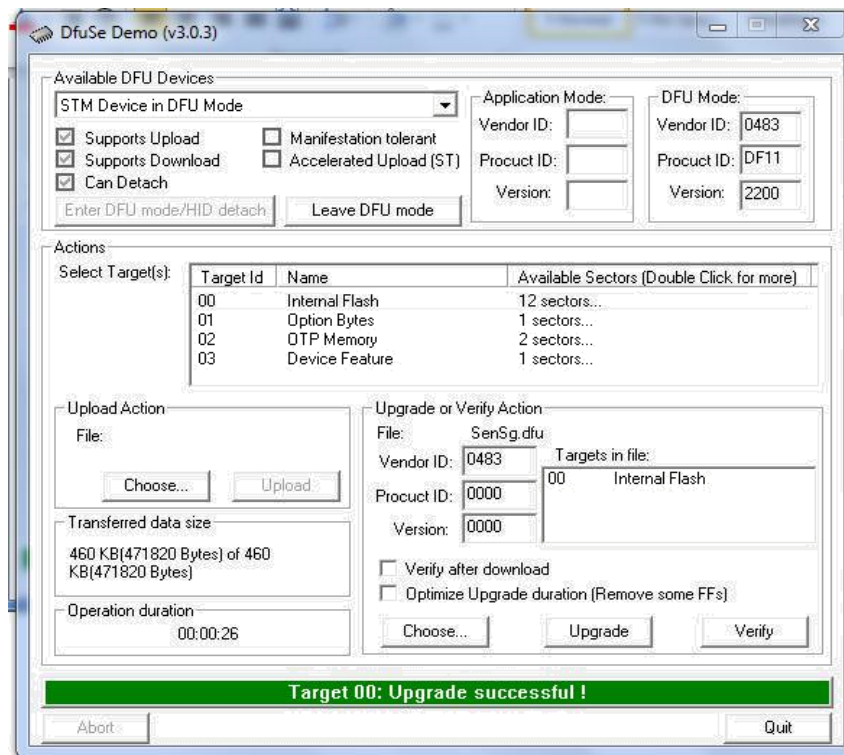 DfuSe Demo (v3.0.3)
Available DFU Devices
STM Device in DFU Mode
Supports Upload
Manifestation tolerant
Supports Download
Accelerated Upload (ST)
Can Detach
Enter DFU mode/HID detach
Leave DFU mode
Application Mode:
Vendor ID:
Procuct ID:
Version:
DFU Mode:
Vendor ID: 0483
Procuct ID: DF11
Version: 2200
Actions
Select Target(s):
Target Id Name Available Sectors (Double Click for more)
00 Internal Flash 12 sectors...
01 Option Bytes 1 sectors...
02 OTP Memory 2 sectors...
03 Device Feature 1 sectors...
Upload Action
File:
Choose... Upload
Transferred data size
460 KB(471820 Bytes) of 460
KB(471820 Bytes)
Operation duration
00:00:26
Upgrade or Verify Action
File: SenSg.dfu
Vendor ID: 0483
Procuct ID: 0000
Version: 0000
Targets in file:
00 Internal Flash
Verify after download
Optimize Upgrade duration (Remove some FFs)
Choose... Upgrade Verify
Target 00: Upgrade successful !
Abort Quit